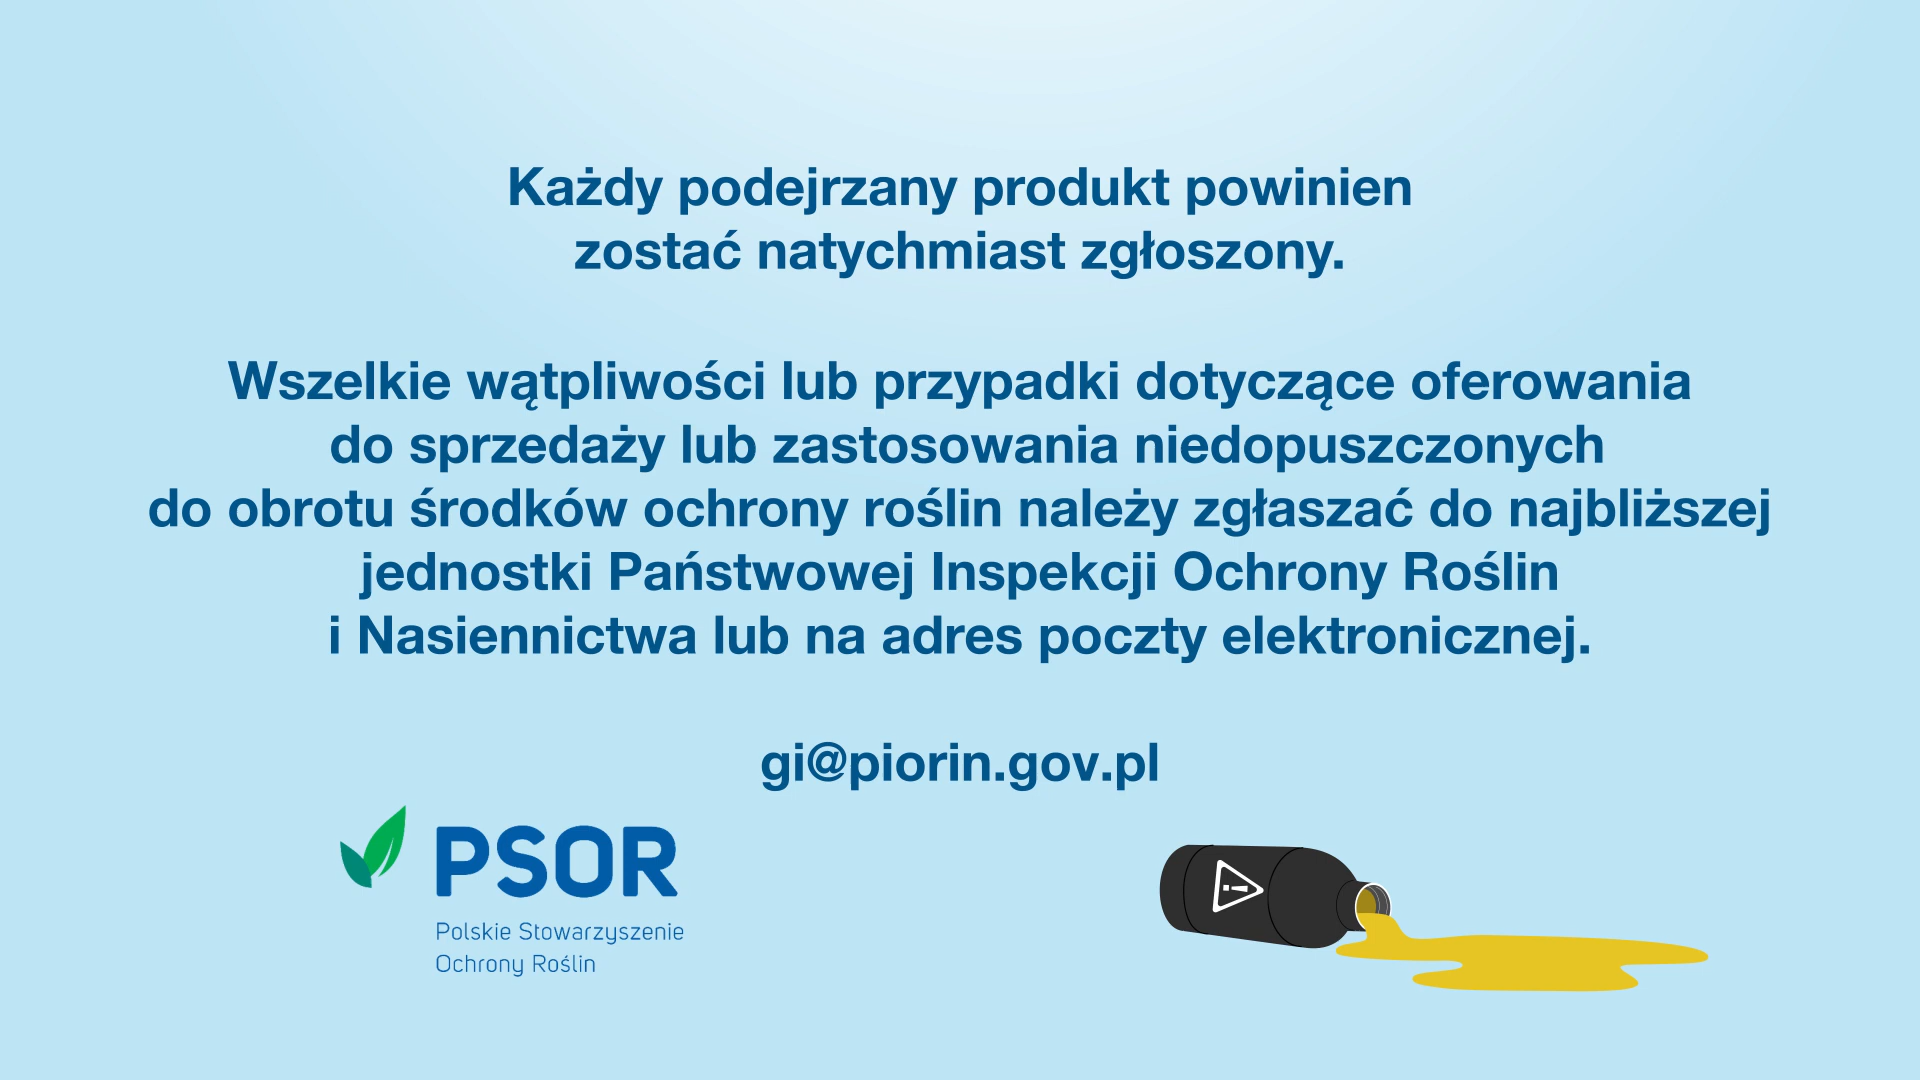 Każdy podejrzany produkt powinien
zostać natychmiast zgłoszony.
Wszelkie wątpliwości lub przypadki dotyczące oferowania
do sprzedaży lub zastosowania niedopuszczonych
do obrotu środków ochrony roślin należy zgłaszać do najbliższej
jednostki Państwowej Inspekcji Ochrony Roślin
i Nasiennictwa lub na adres poczty elektronicznej.
gi@piorin.gov.pl
PSOR
Polskie Stowarzyszenie
Ochrony Roślin
!